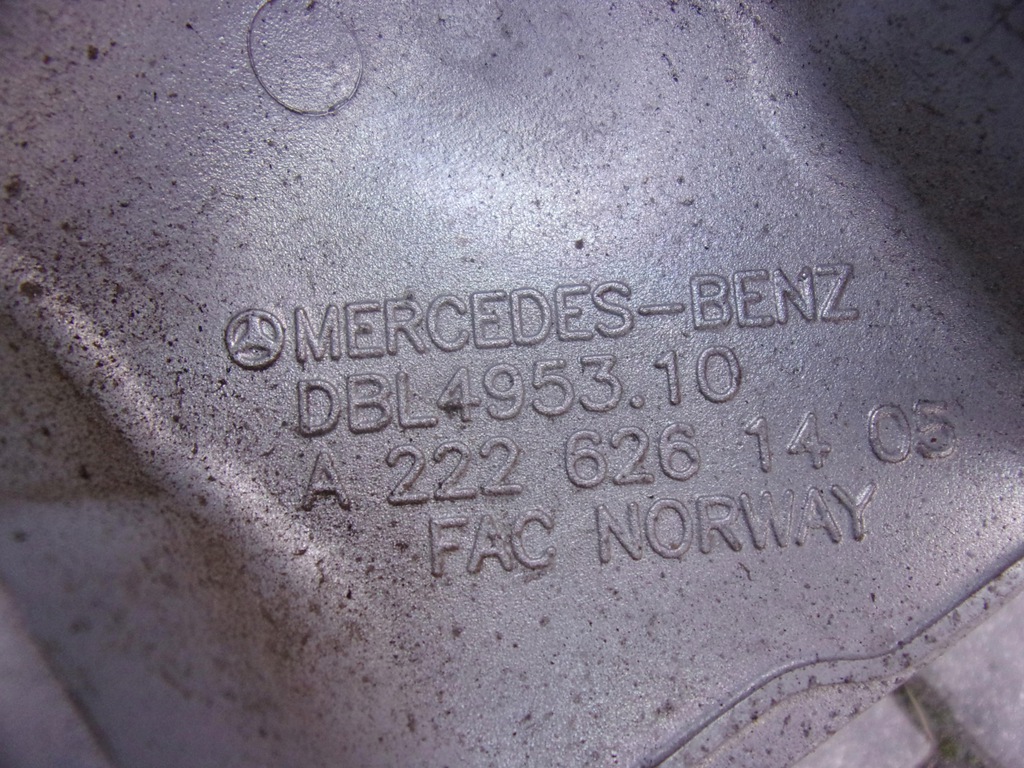 MERCEDES-BENZ
DBL4953.10
A 222 626 14 05
FAC NORWAY